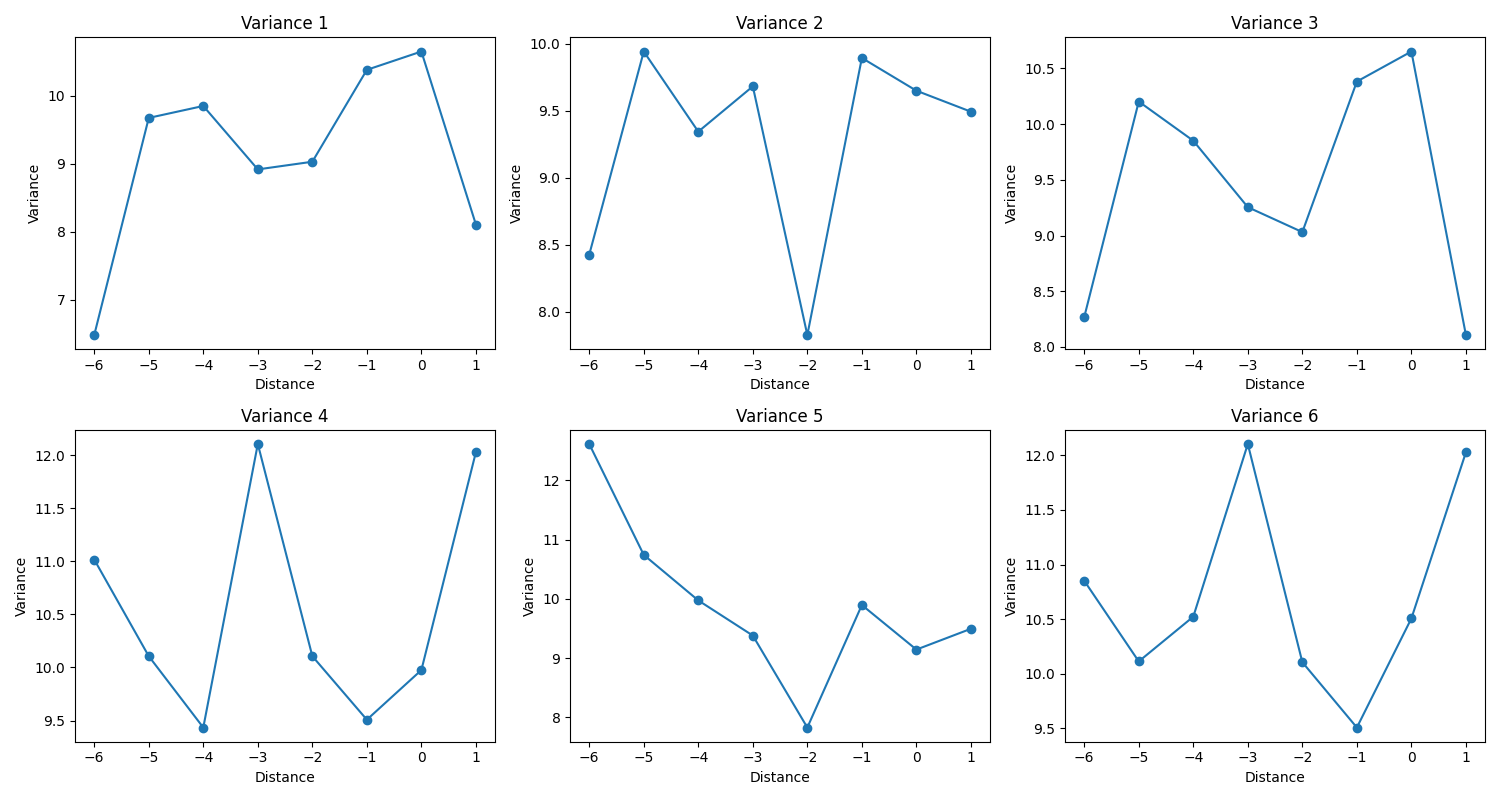 Variance 1
Variance
10
9
8
7
−6 −5 −4 −3 −2 −1 0 1
Distance
Variance 2
Variance
10.0
9.5
9.0
8.5
8.0
−6 −5 −4 −3 −2 −1 0 1
Distance
Variance 3
Variance
10.5
10.0
9.5
9.0
8.5
8.0
−6 −5 −4 −3 −2 −1 0 1
Distance
Variance 4
Variance
12.0
11.5
11.0
10.5
10.0
9.5
−6 −5 −4 −3 −2 −1 0 1
Distance
Variance 5
Variance
12
11
10
9
8
−6 −5 −4 −3 −2 −1 0 1
Distance
Variance 6
Variance
12.0
11.5
11.0
10.5
10.0
9.5
−6 −5 −4 −3 −2 −1 0 1
Distance